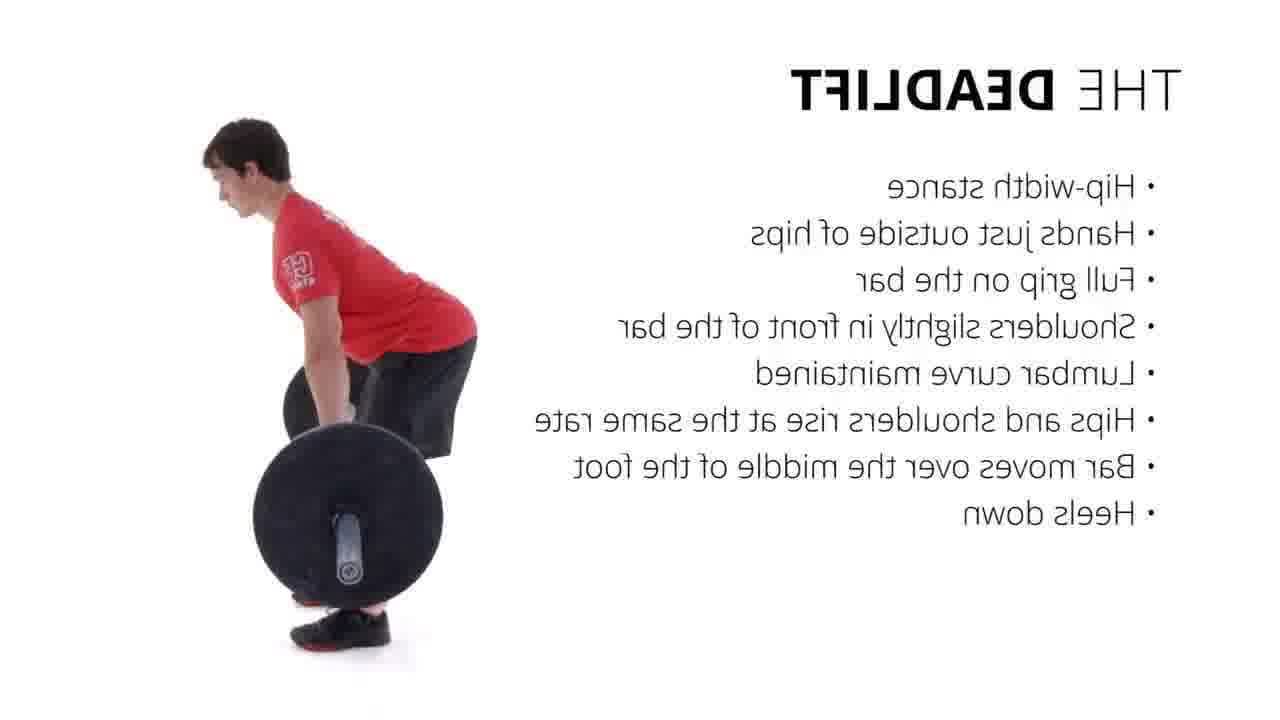 THE DEADLIFT
• Hip-width stance
• Hands just outside of hips
• Full grip on the bar
• Shoulders slightly in front of the bar
• Lumbar curve maintained
• Hips and shoulders rise at the same rate
• Bar moves over the middle of the foot
• Heels down